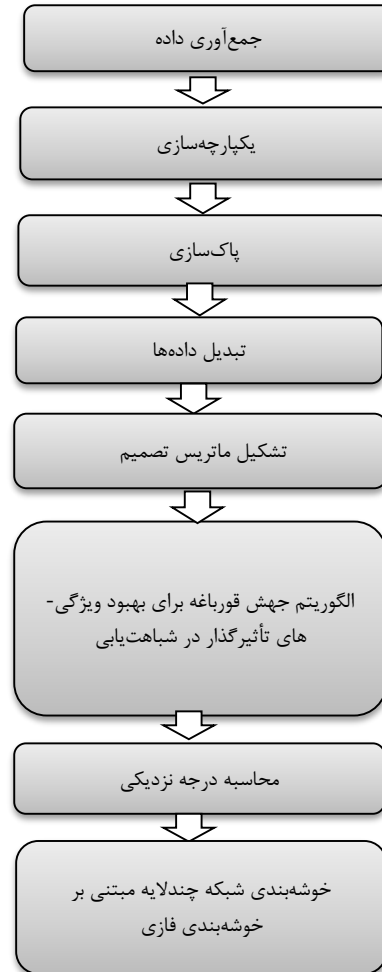 جمع‌آوری داده
یکپارچه‌سازی
پاک‌سازی
تبدیل داده‌ها
تشکیل ماتریس تصمیم
الگوریتم جهش قورباغه برای بهبود ویژگی-
های تأثیرگذار در شباهت‌یابی
محاسبه درجه نزدیکی
خوشه‌بندی شبکه چندلایه مبتنی بر
خوشه‌بندی فازی